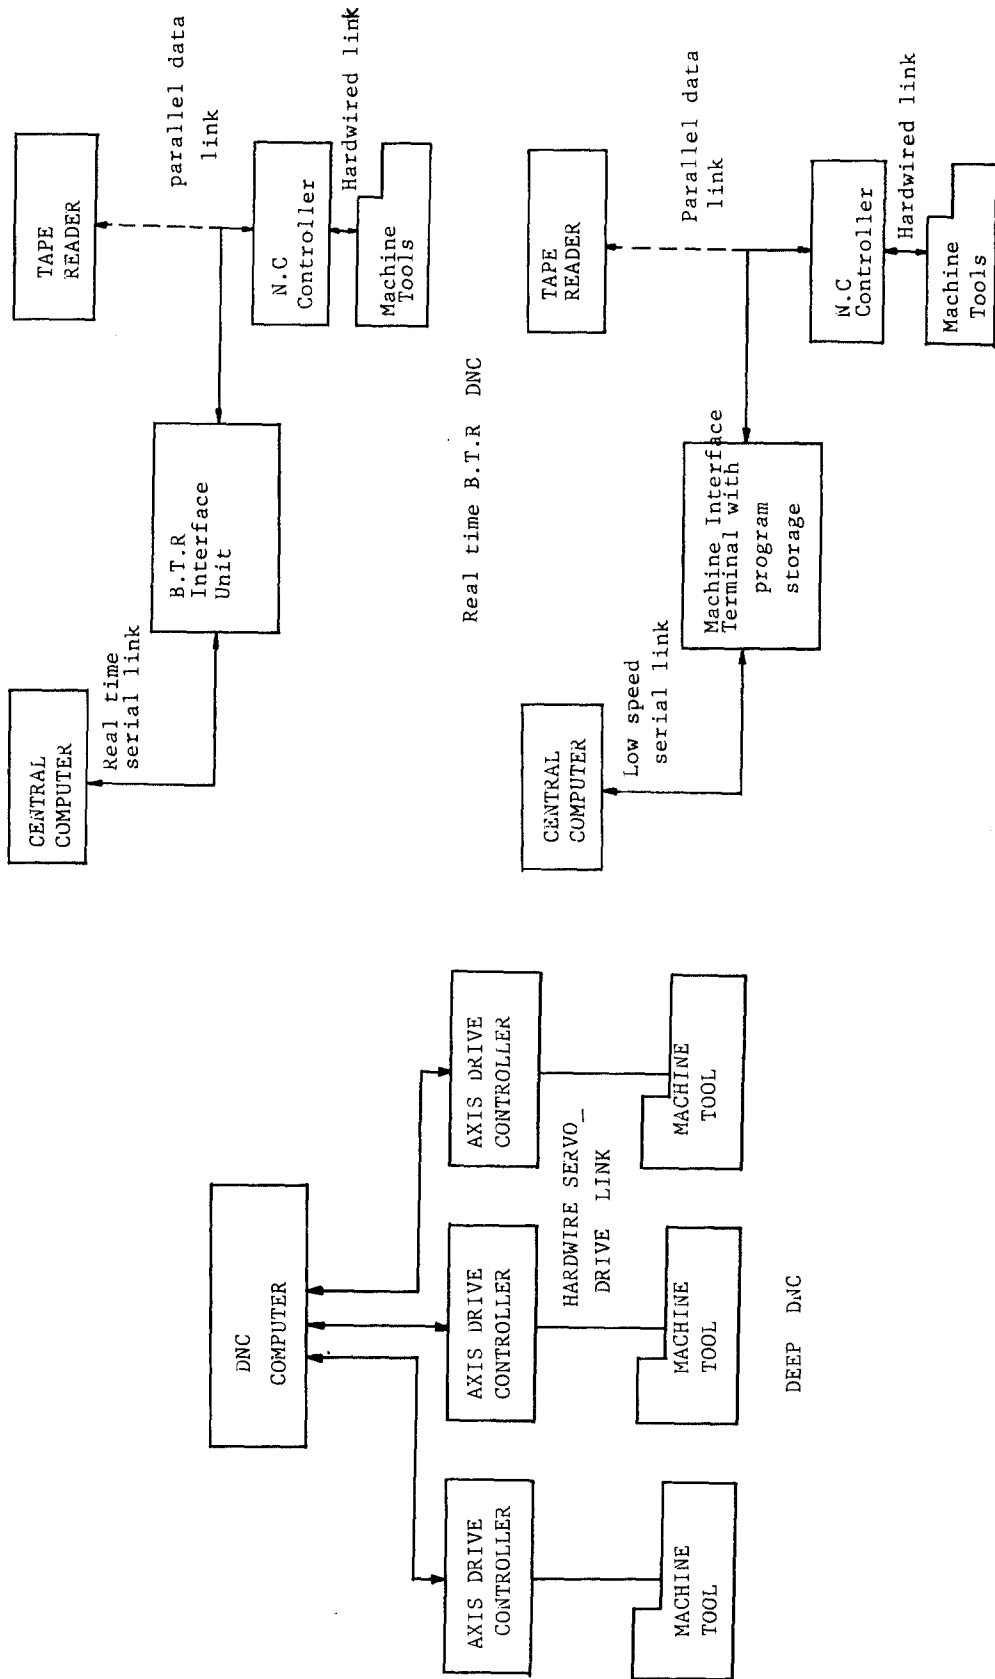 DNC
COMPUTER
AXIS DRIVE
CONTROLLER
AXIS DRIVE
CONTROLLER
AXIS DRIVE
CONTROLLER
HARDWIRE SERVO_
DRIVE LINK
MACHINE
TOOL
MACHINE
TOOL
MACHINE
TOOL
DEEP DNC
CENTRAL
COMPUTER
Real time
serial link
B.T.R
Interface
Unit
TAPE
READER
parallel data
link
N.C
Controller
Hardwired link
Machine
Tools
Real time B.T.R DNC
CENTRAL
COMPUTER
Low speed
serial link
Machine Interface
Terminal with
program
storage
TAPE
READER
Parallel data
link
N.C
Controller
Hardwired link
Machine
Tools